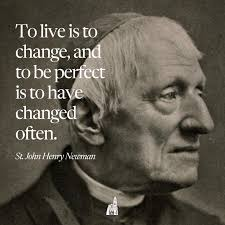 To live is to
change, and
to be perfect
is to have
changed
often.
St. John Henry Newman